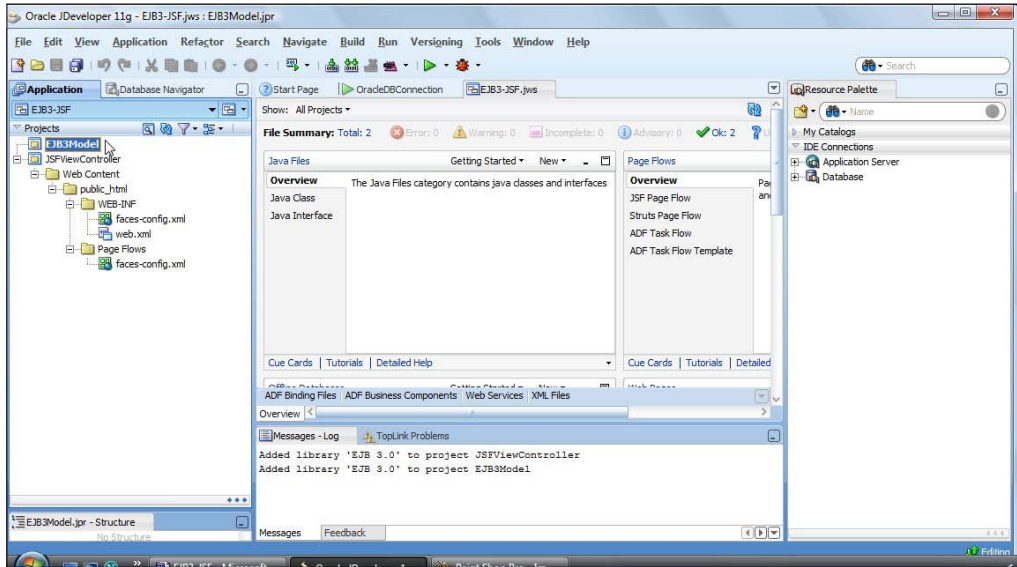 Oracle JDeveloper 11g - EJB3-JSF.jws : EJB3Model.jpr
File Edit View Application Refactor Search Navigate Build Run Versioning Tools Window Help
Search
Application
Database Navigator
Start Page
OracleDBConnection
EJB3-JSF.jws
Resource Palette
EJB3-JSF
Show: All Projects
Name
Projects
File Summary: Total: 2 Error: 0 Warning: 0 Incomplete: 0 Advisory: 0 Ok: 2
My Catalogs
IDE Connections
Application Server
Database
EJB3Model
JSFViewController
Web Content
public_html
WEB-INF
faces-config.xml
web.xml
Page Flows
faces-config.xml
Java Files Getting Started New
Overview
Java Class
Java Interface
The Java Files category contains java classes and interfaces
Cue Cards | Tutorials | Detailed Help
Page Flows
Overview
JSF Page Flow
Struts Page Flow
ADF Task Flow
ADF Task Flow Template
Cue Cards | Tutorials | Detailed
ADF Binding Files ADF Business Components Web Services XML Files
Overview
Messages - Log
TopLink Problems
Added library 'EJB 3.0' to project JSFViewController
Added library 'EJB 3.0' to project EJB3Model
Messages Feedback
EJB3Model.jpr - Structure
No Structure
Editing